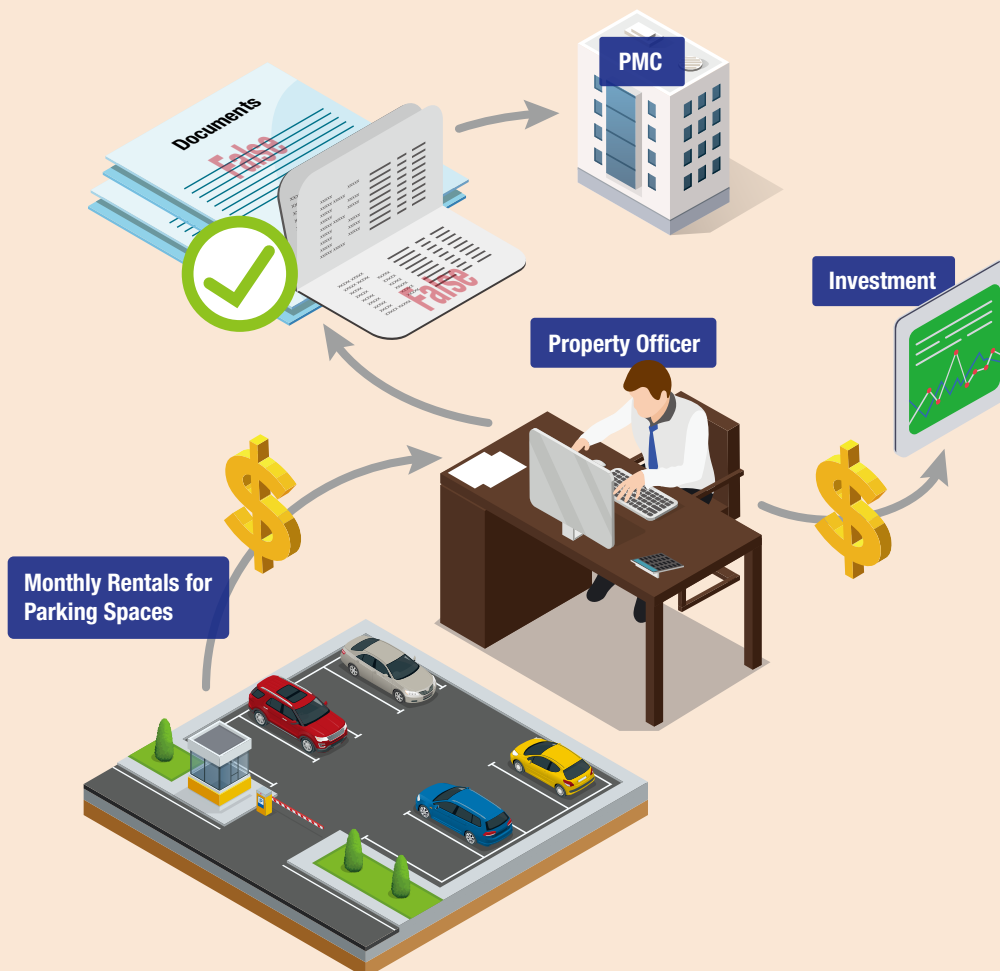 PMC
Documents
False
False
Investment
Property Officer
Monthly Rentals for
Parking Spaces